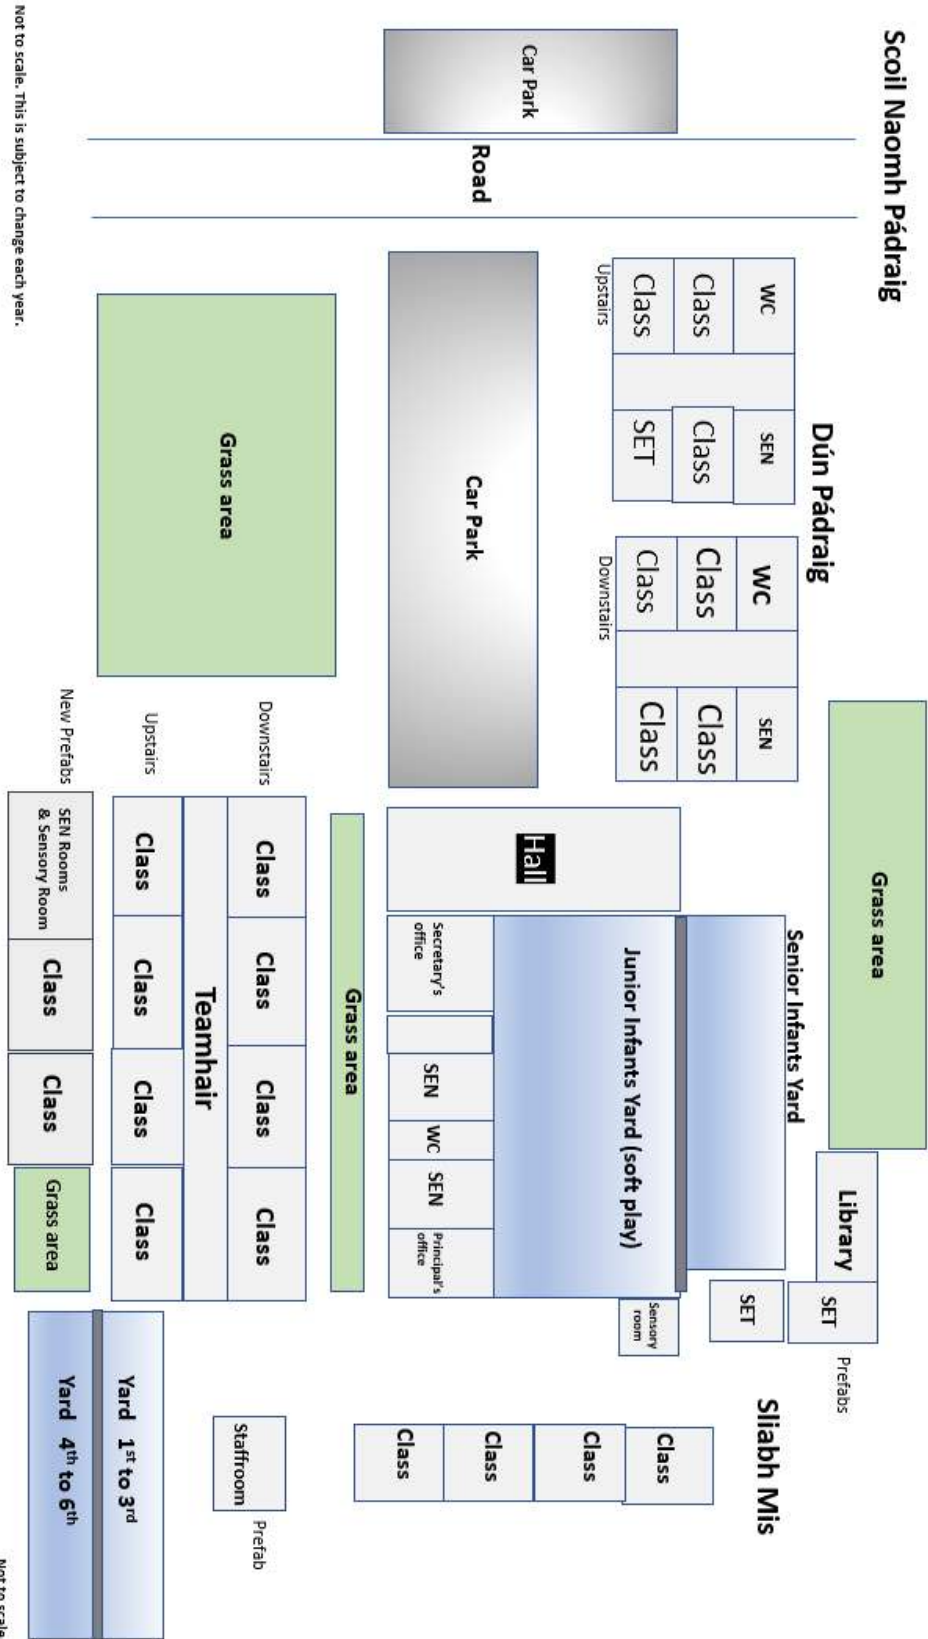 Scoil Naomh Pádraig
Dún Pádraig
Grass area
Library
SET
Prefabs
Sliabh Mis
WC
SEN
WC
SEN
Senior Infants Yard
SET
Class
Class
Class
Class
Class
SET
Class
Class
Upstairs
Downstairs
Junior Infants Yard (soft play)
Sensory
room
Class
Class
Class
Class
Car Park
Road
Car Park
Hall
Secretary's
office
SEN
WC
SEN
Principal's
office
Grass area
Grass area
Downstairs
Class
Class
Class
Class
Staffroom
Prefab
Teamhair
Upstairs
Class
Class
Class
Class
Yard 1st to 3rd
New Prefabs
SEN Rooms
& Sensory Room
Class
Class
Grass area
Yard 4th to 6th
Not to scale. This is subject to change each year.
Not to scale